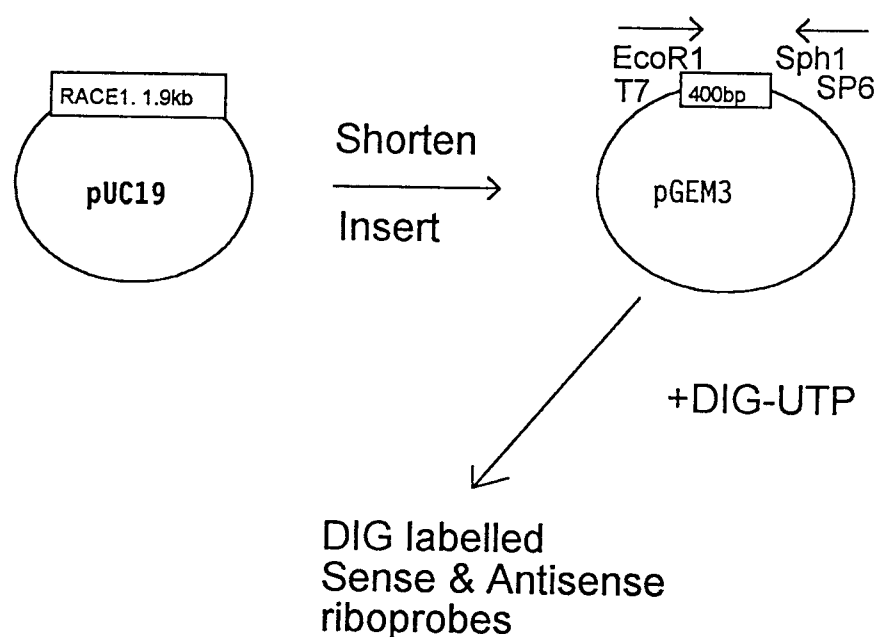 RACE1. 1.9kb
pUC19
Shorten
Insert
EcoR1
Sph1
T7
400bp
SP6
pGEM3
+DIG-UTP
DIG labelled
Sense & Antisense
riboprobes